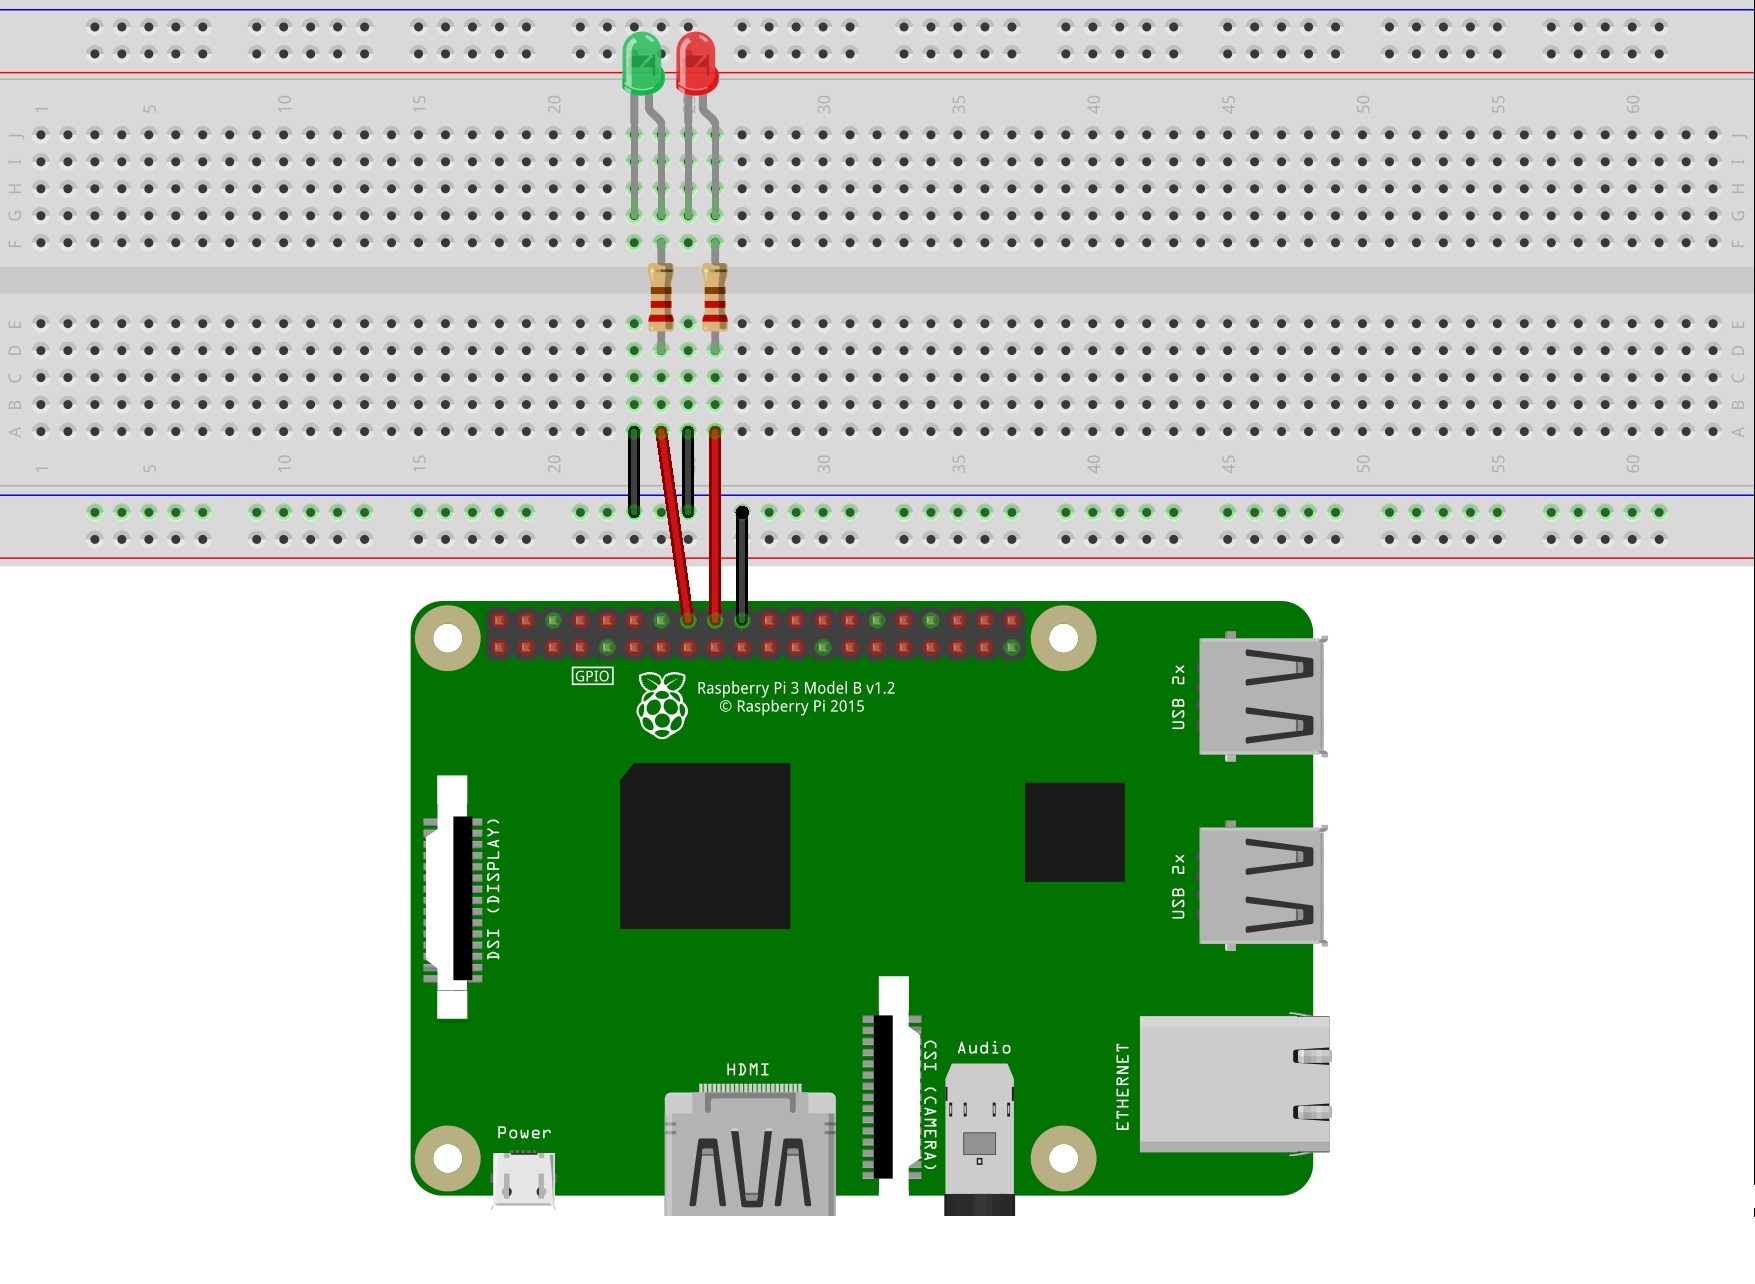 1 5 10 15 20 30 35 40 45 50 55 60
J J
I I
H H
G G
F F
E E
D D
C C
B B
A A
1 5 10 15 20 30 35 40 45 50 55 60
GPIO
Raspberry Pi 3 Model B v1.2
© Raspberry Pi 2015
USB 2x
USB 2x
DSI (DISPLAY)
CSI (CAMERA)
Audio
ETHERNET
HDMI
Power